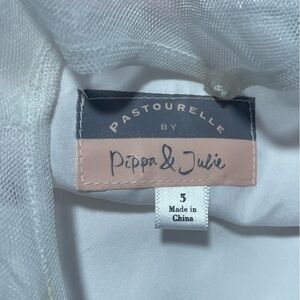 PASTOURELLE
BY
Pippa & Julie
5
Made in
China